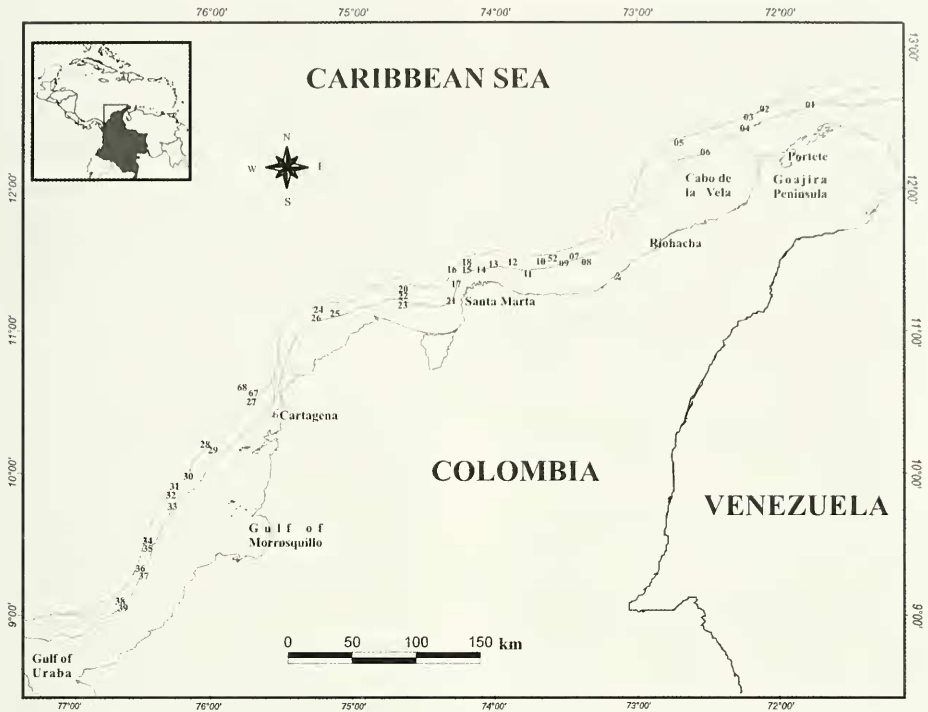 76°00' 75°00' 74°00' 73°00' 72°00'
13°00'
CARIBBEAN SEA
N
W E
S
01
02
03
04
05
06
Portete
Cabo de
la Vela
Goajira
Peninsula
12°00' 12°00'
Riohacha
18 13 12 10 52 07
16 15 14 11 09 08
17
20
22
23 21 Santa Marta
24
26 25
11°00' 11°00'
68
67
27
Cartagena
28
29
30
31
32
33
10°00' 10°00'
COLOMBIA
VENEZUELA
Gulf of
Morrosquillo
34
35
36
37
38
39
9°00' 9°00'
0 50 100 150 km
Gulf of
Uraba
77°00' 76°00' 75°00' 74°00' 73°00' 72°00'